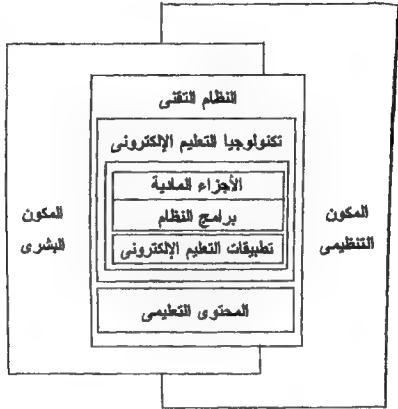 النظام التقنى
تكنولوجيا التعليم الإلكترونى
الأجزاء المادية
برامج النظام
تطبيقات التعليم الإلكترونى
المحتوى التعليمى
المكون
التنظيمى
المكون
البشرى